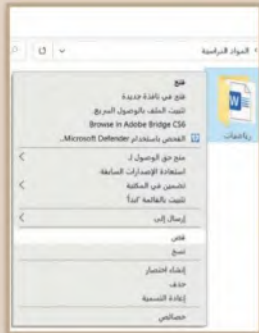 المواد الدراسية
رياضيات
فتح
فتح في نافذة جديدة
تثبيت الملف بالوصول السريع
Browse in Adobe Bridge CS6
الفحص باستخدام Microsoft Defender...
منح حق الوصول لـ
استعادة الإصدارات السابقة
تضمين في المكتبة
تثبيت بالقائمة "ابدأ"
إرسال إلى
قص
نسخ
إنشاء اختصار
حذف
إعادة التسمية
خصائص